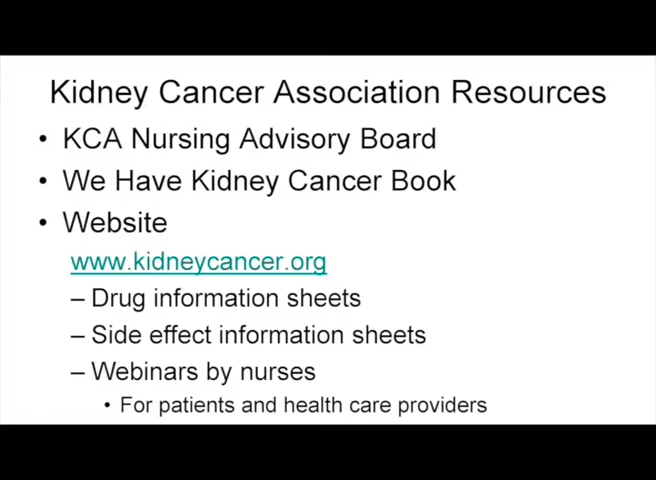 Kidney Cancer Association Resources
• KCA Nursing Advisory Board
• We Have Kidney Cancer Book
• Website
www.kidneycancer.org
– Drug information sheets
– Side effect information sheets
– Webinars by nurses
• For patients and health care providers